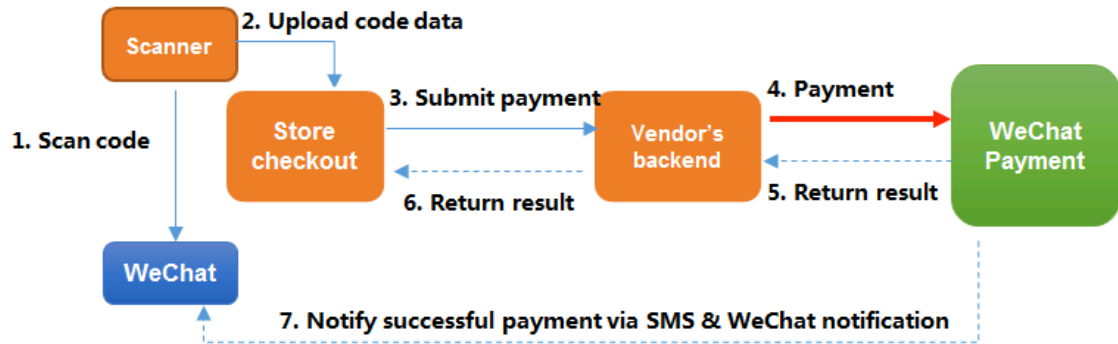 2. Upload code data
Scanner
3. Submit payment
4. Payment
1. Scan code
Store
checkout
Vendor's
backend
WeChat
Payment
6. Return result
5. Return result
WeChat
7. Notify successful payment via SMS & WeChat notification